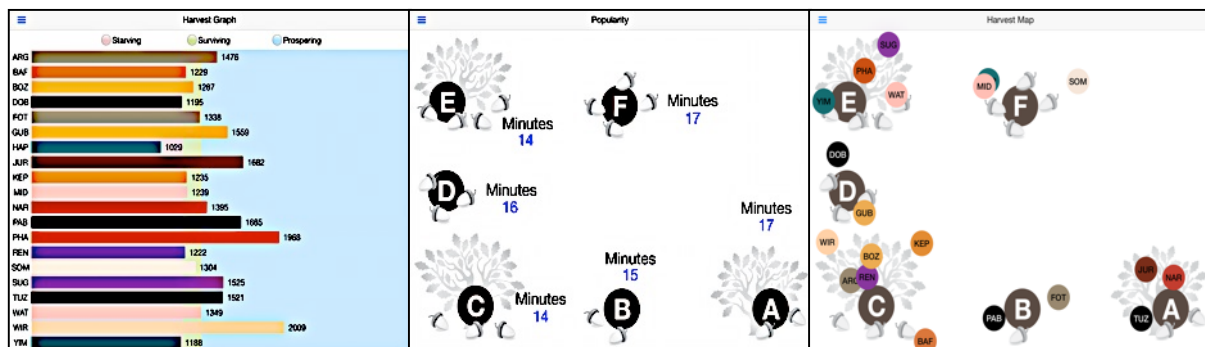 Harvest Graph
Starving
Surviving
Prospering
ARG 1476
BAF 1229
BOZ 1287
DOB 1195
FOT 1338
GUB 1559
HAP 1029
JUR 1682
KEP 1235
MID 1239
NAR 1395
PAB 1665
PHA 1968
REN 1222
SOM 1304
SUG 1525
TUZ 1521
WAT 1349
WIR 2009
YIM 1188
Popularity
E
Minutes
14
F
Minutes
17
D
Minutes
16
Minutes
17
C
Minutes
14
Minutes
15
B
A
Harvest Map
SUG
PHA
WAT
YIM
E
MID
F
SOM
DOB
D
GUB
WIR
BOZ
KEP
ARG
REN
C
BAF
PAB
B
FOT
JUR
NAR
TUZ
A